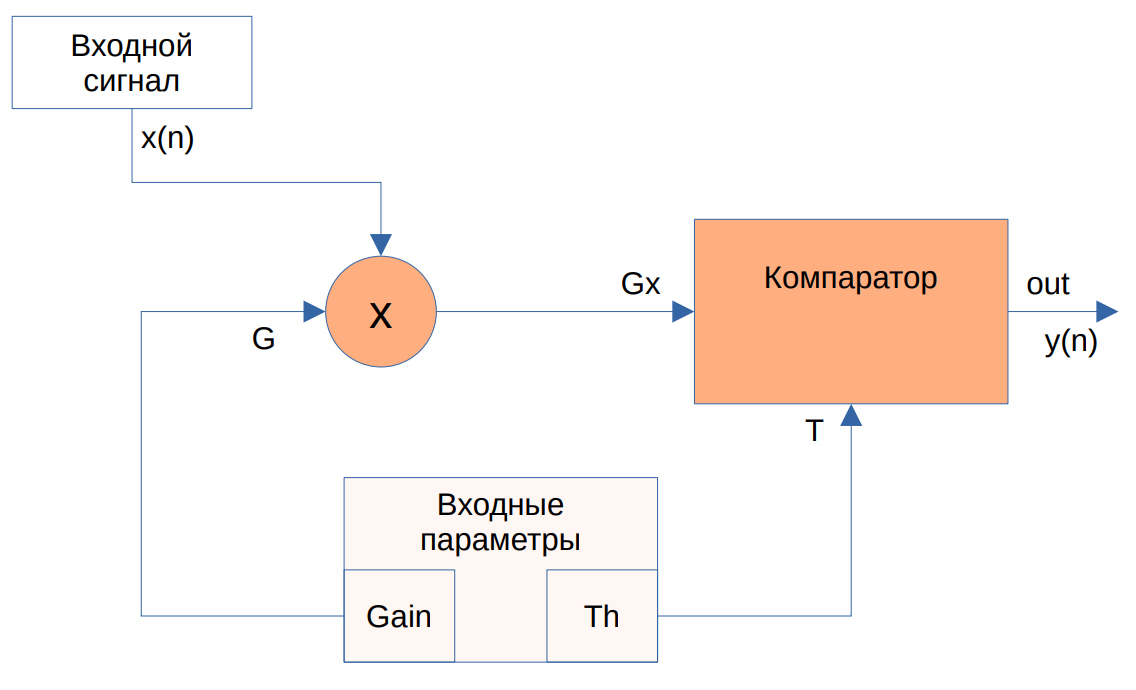 Входной
сигнал
x(n)
x
G
Gx
Компаратор
out
y(n)
T
Входные
параметры
Gain
Th